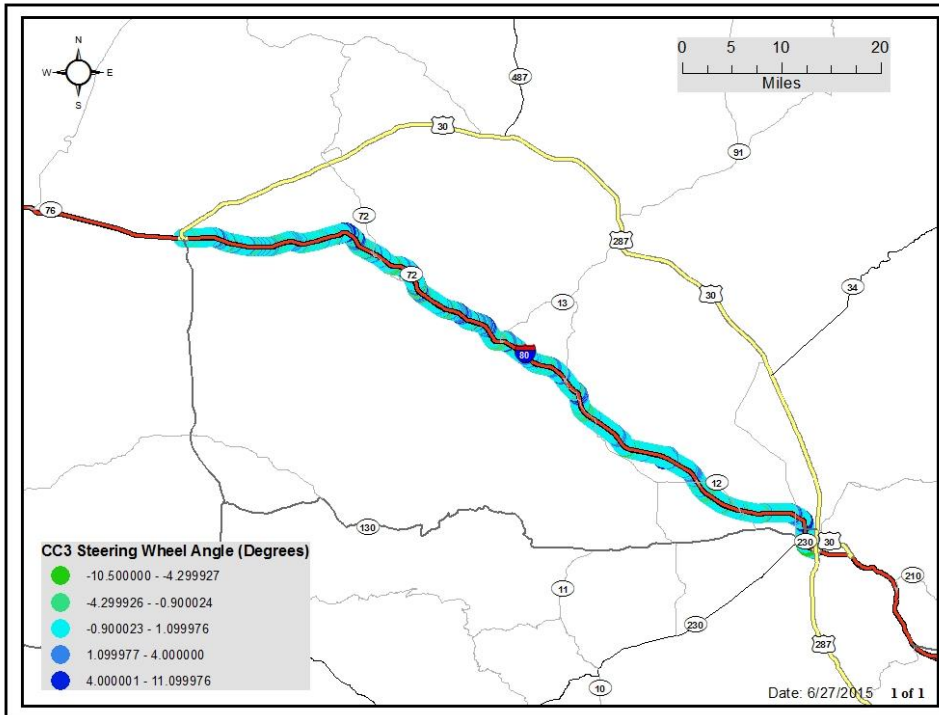 N
W E
S
0 5 10 20
Miles
487
30
91
76
72
287
72
30
34
13
80
12
130
230
30
210
11
230
287
10
CC3 Steering Wheel Angle (Degrees)
-10.500000 - -4.299927
-4.299926 - -0.900024
-0.900023 - 1.099976
1.099977 - 4.000000
4.000001 - 11.099976
Date: 6/27/2015 1 of 1